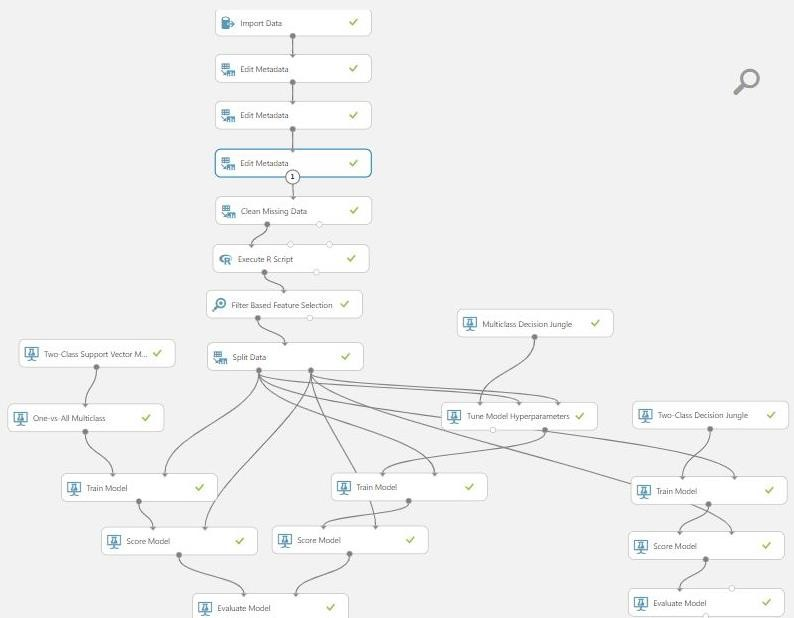 Import Data
Edit Metadata
Edit Metadata
Edit Metadata
1
Clean Missing Data
R Execute R Script
Filter Based Feature Selection
Multiclass Decision Jungle
Two-Class Support Vector M...
Split Data
One-vs-All Multiclass
Tune Model Hyperparameters
Two-Class Decision Jungle
Train Model
Train Model
Train Model
Score Model
Score Model
Score Model
Evaluate Model
Evaluate Model